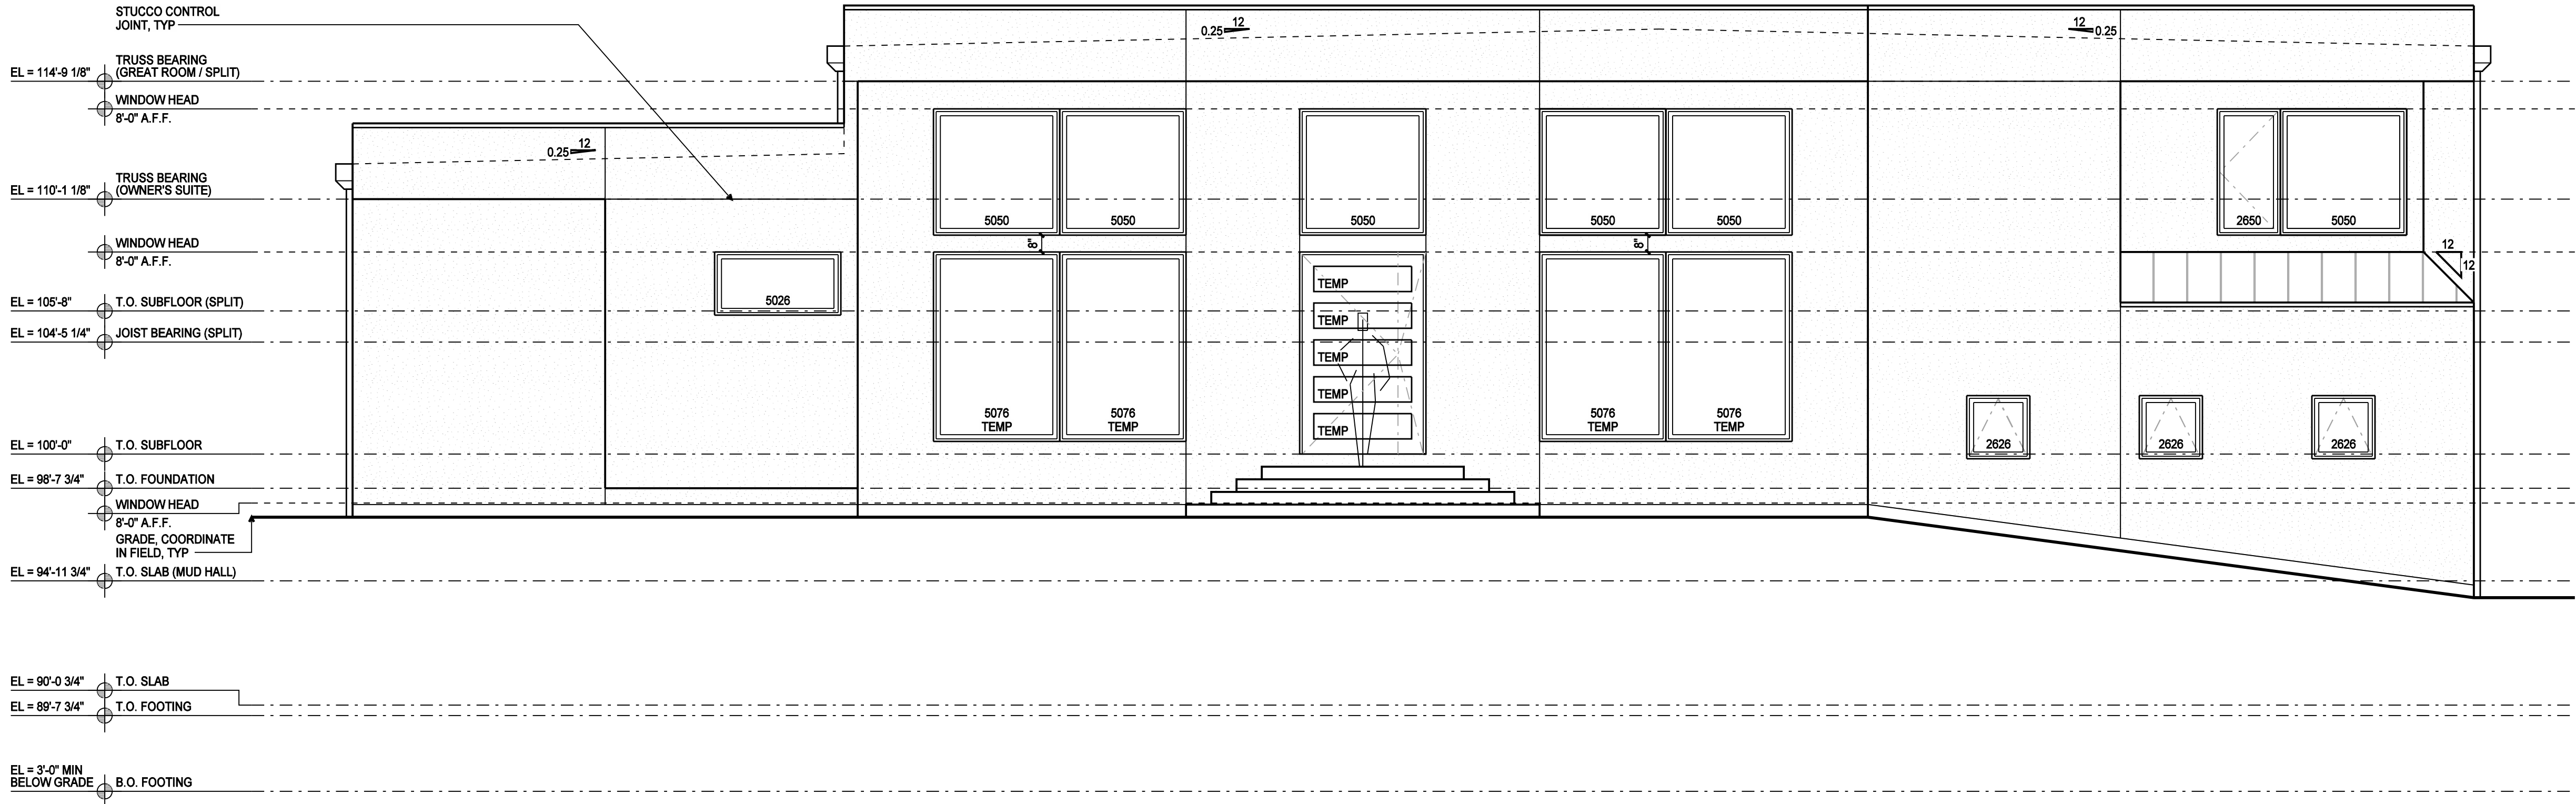 STUCCO CONTROL
JOINT, TYP
12
0.25
12
0.25
EL = 114'-9 1/8"
TRUSS BEARING
(GREAT ROOM / SPLIT)
WINDOW HEAD
8'-0" A.F.F.
12
0.25
EL = 110'-1 1/8"
TRUSS BEARING
(OWNER'S SUITE)
5050
5050
5050
5050
5050
2650
5050
WINDOW HEAD
8'-0" A.F.F.
8"
8"
12
12
EL = 105'-8"
T.O. SUBFLOOR (SPLIT)
5026
TEMP
TEMP
EL = 104'-5 1/4"
JOIST BEARING (SPLIT)
TEMP
TEMP
TEMP
5076
TEMP
5076
TEMP
5076
TEMP
5076
TEMP
2626
2626
2626
EL = 100'-0"
T.O. SUBFLOOR
EL = 98'-7 3/4"
T.O. FOUNDATION
WINDOW HEAD
8'-0" A.F.F.
GRADE, COORDINATE
IN FIELD, TYP
EL = 94'-11 3/4"
T.O. SLAB (MUD HALL)
EL = 90'-0 3/4"
T.O. SLAB
EL = 89'-7 3/4"
T.O. FOOTING
EL = 3'-0" MIN
BELOW GRADE
B.O. FOOTING